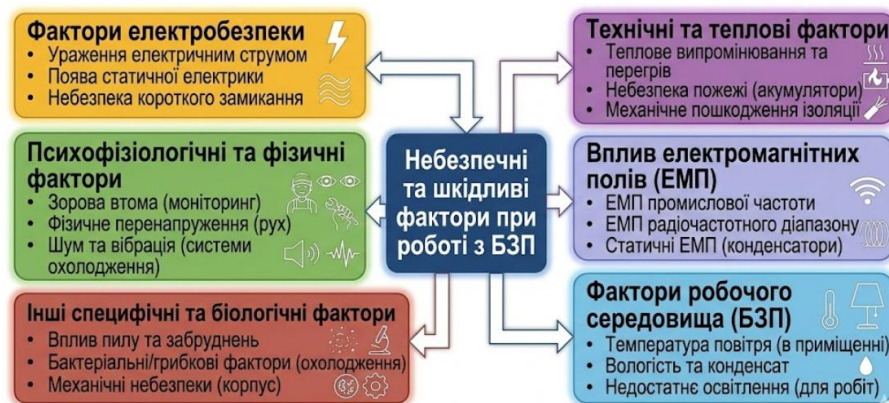 Фактори електробезпеки
• Ураження електричним струмом
• Поява статичної електрики
• Небезпека короткого замикання
Психофізіологічні та фізичні
фактори
• Зорова втома (моніторинг)
• Фізичне перенапруження (рух)
• Шум та вібрація (системи
охолодження)
Інші специфічні та біологічні фактори
• Вплив пилу та забруднень
• Бактеріальні/грибкові фактори (охолодження)
• Механічні небезпеки (корпус)
Небезпечні
та шкідливі
фактори при
роботі з БЗП
Технічні та теплові фактори
• Теплове випромінювання та
перегрів
• Небезпека пожежі (акумулятори)
• Механічне пошкодження ізоляції
Вплив електромагнітних
полів (ЕМП)
• ЕМП промислової частоти
• ЕМП радіочастотного діапазону
• Статичні ЕМП (конденсатори)
Фактори робочого
середовища (БЗП)
• Температура повітря (в приміщенні)
• Вологість та конденсат
• Недостатнє освітлення (для робіт)